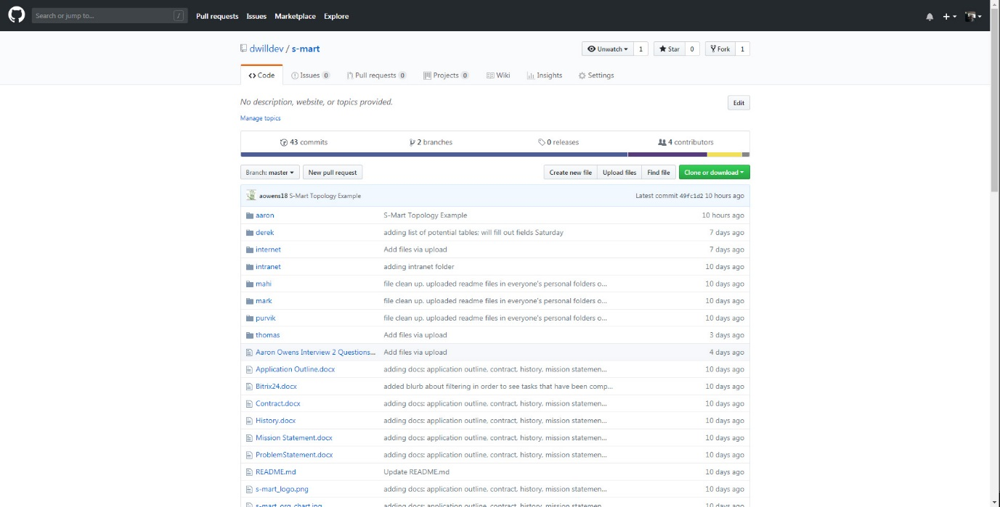 Search or jump to... /
Pull requests Issues Marketplace Explore
dwilldev / s-mart
Unwatch 1 Star 0 Fork 1
Code Issues 0 Pull requests 0 Projects 0 Wiki Insights Settings
No description, website, or topics provided.
Edit
Manage topics
43 commits 2 branches 0 releases 4 contributors
Branch: master New pull request Create new file Upload files Find file Clone or download
aowens18 S-Mart Topology Example Latest commit 49fc1d2 10 hours ago
aaron S-Mart Topology Example 10 hours ago
derek adding list of potential tables; will fill out fields Saturday 7 days ago
internet Add files via upload 7 days ago
intranet adding intranet folder 10 days ago
mahi file clean up. uploaded readme files in everyone's personal folders o... 10 days ago
mark file clean up. uploaded readme files in everyone's personal folders o... 10 days ago
purvik file clean up. uploaded readme files in everyone's personal folders o... 10 days ago
thomas Add files via upload 3 days ago
Aaron Owens Interview 2 Questions... Add files via upload 4 days ago
Application Outline.docx adding docs: application outline, contract, history, mission statemen... 10 days ago
Bitrix24.docx added blurb about filtering in order to see tasks that have been comp... 10 days ago
Contract.docx adding docs: application outline, contract, history, mission statemen... 10 days ago
History.docx adding docs: application outline, contract, history, mission statemen... 10 days ago
Mission Statement.docx adding docs: application outline, contract, history, mission statemen... 10 days ago
ProblemStatement.docx adding docs: application outline, contract, history, mission statemen... 10 days ago
README.md Update README.md 10 days ago
s-mart_logo.png adding docs: application outline, contract, history, mission statemen... 10 days ago
s-mart_org_chart.jpg adding docs: application outline, contract, history, mission statemen... 10 days ago